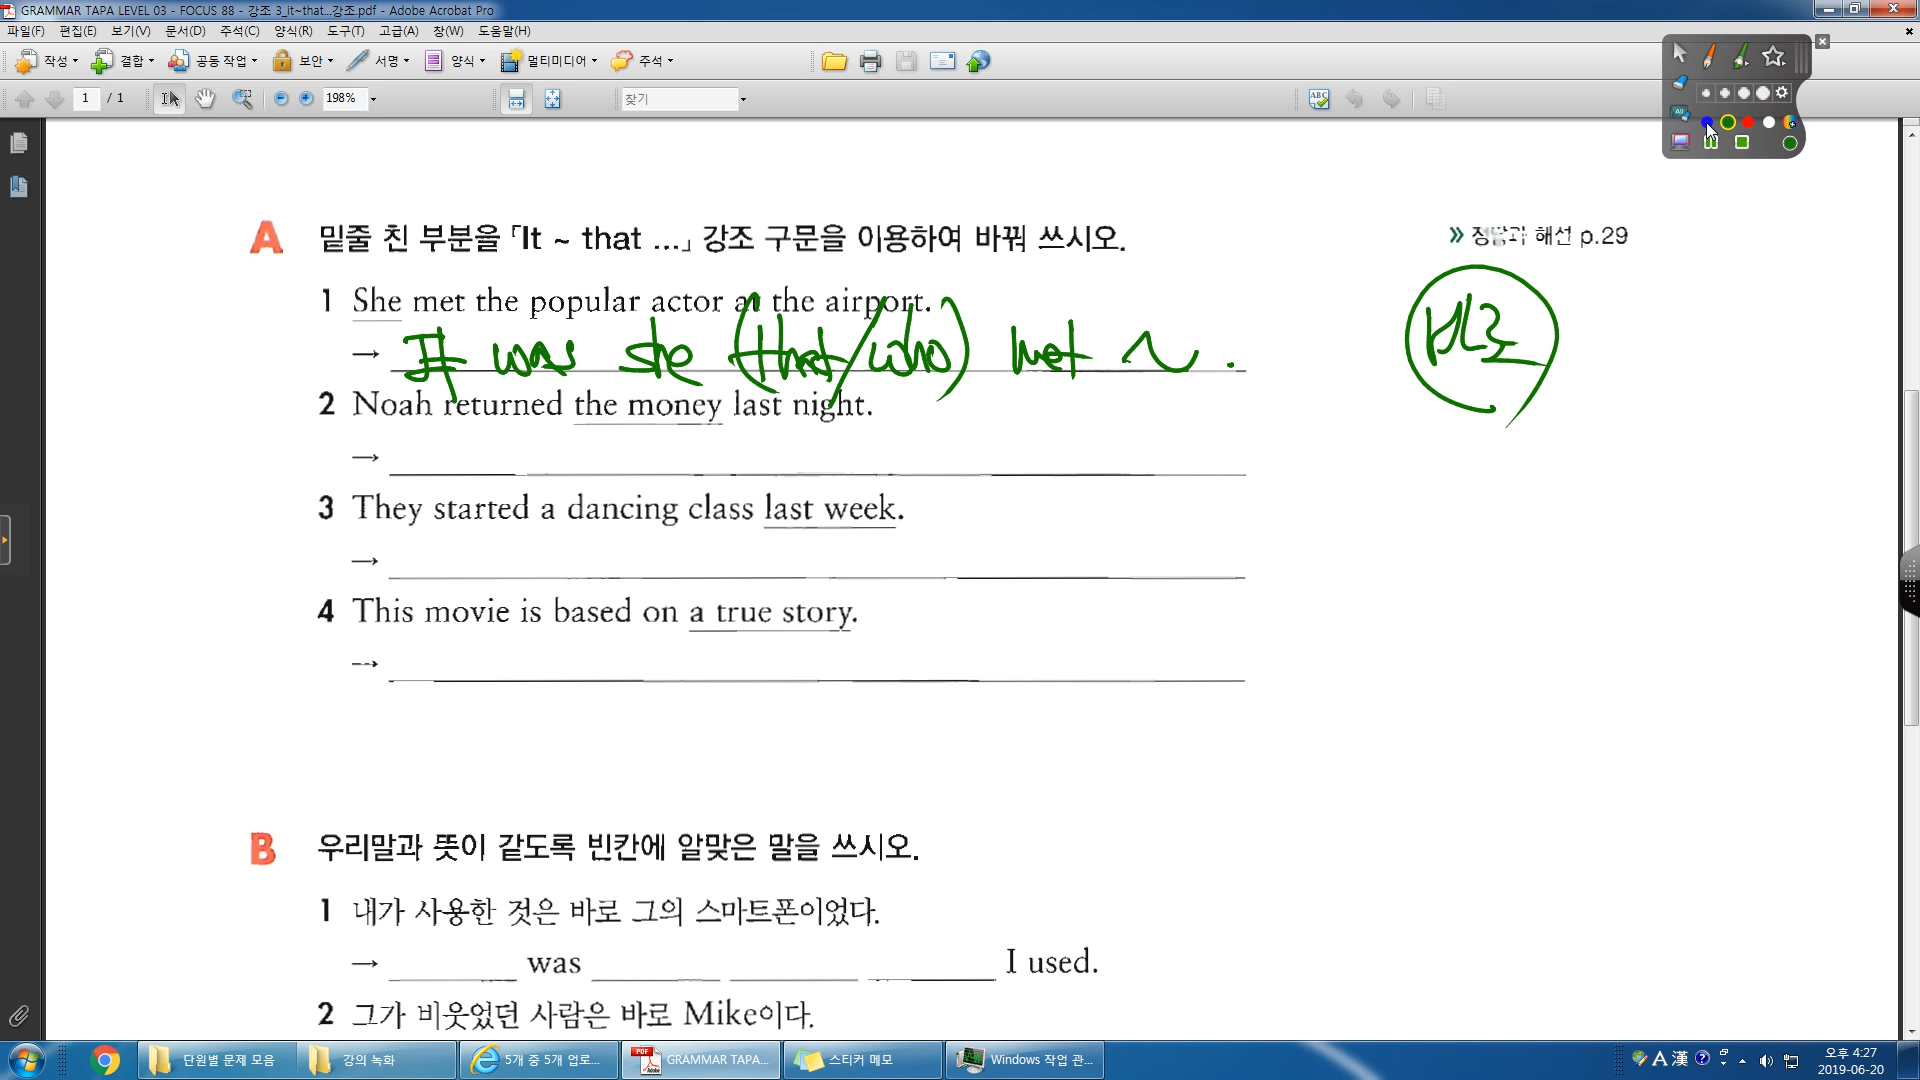 GRAMMAR TAPA LEVEL 03 - FOCUS 88 - 강조 3_it~that...강조.pdf - Adobe Acrobat Pro
파일(F) 편집(E) 보기(V) 문서(D) 주석(C) 양식(R) 도구(T) 고급(A) 창(W) 도움말(H)
작성 결합 공동 작업 보안 서명 양식 멀티미디어 주석
1 / 1 198% 찾기
A 밑줄 친 부분을 「It ~ that ...」 강조 구문을 이용하여 바꿔 쓰시오.
» 정답과 해설 p.29
1 She met the popular actor at the airport.
→ It was she (that/who) met ~ .
2 Noah returned the money last night.
→
3 They started a dancing class last week.
→
4 This movie is based on a true story.
→
B 우리말과 뜻이 같도록 빈칸에 알맞은 말을 쓰시오.
1 내가 사용한 것은 바로 그의 스마트폰이었다.
→ was I used.
2 그가 비웃었던 사람은 바로 Mike이다.
단원별 문제 모음 강의 녹화 5개 중 5개 업로... GRAMMAR TAPA... 스티커 메모 Windows 작업 관...
A 漢
오후 4:27
2019-06-20